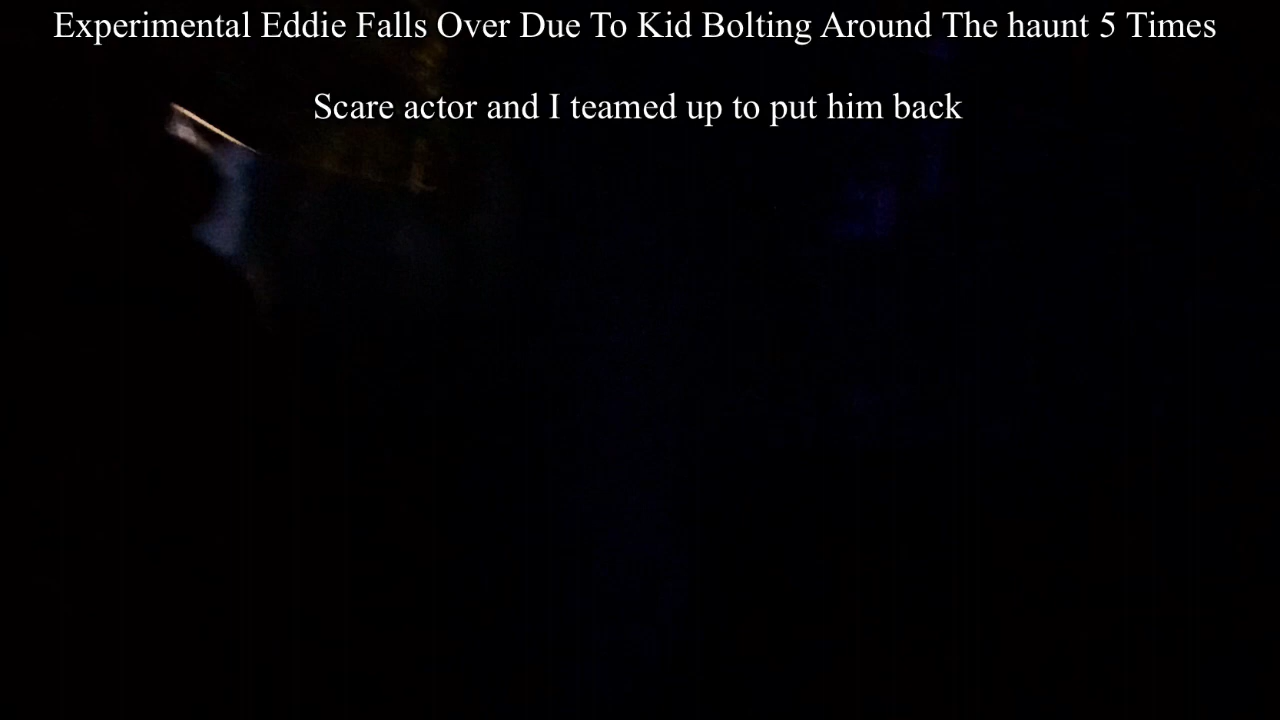 Experimental Eddie Falls Over Due To Kid Bolting Around The haunt 5 Times
Scare actor and I teamed up to put him back